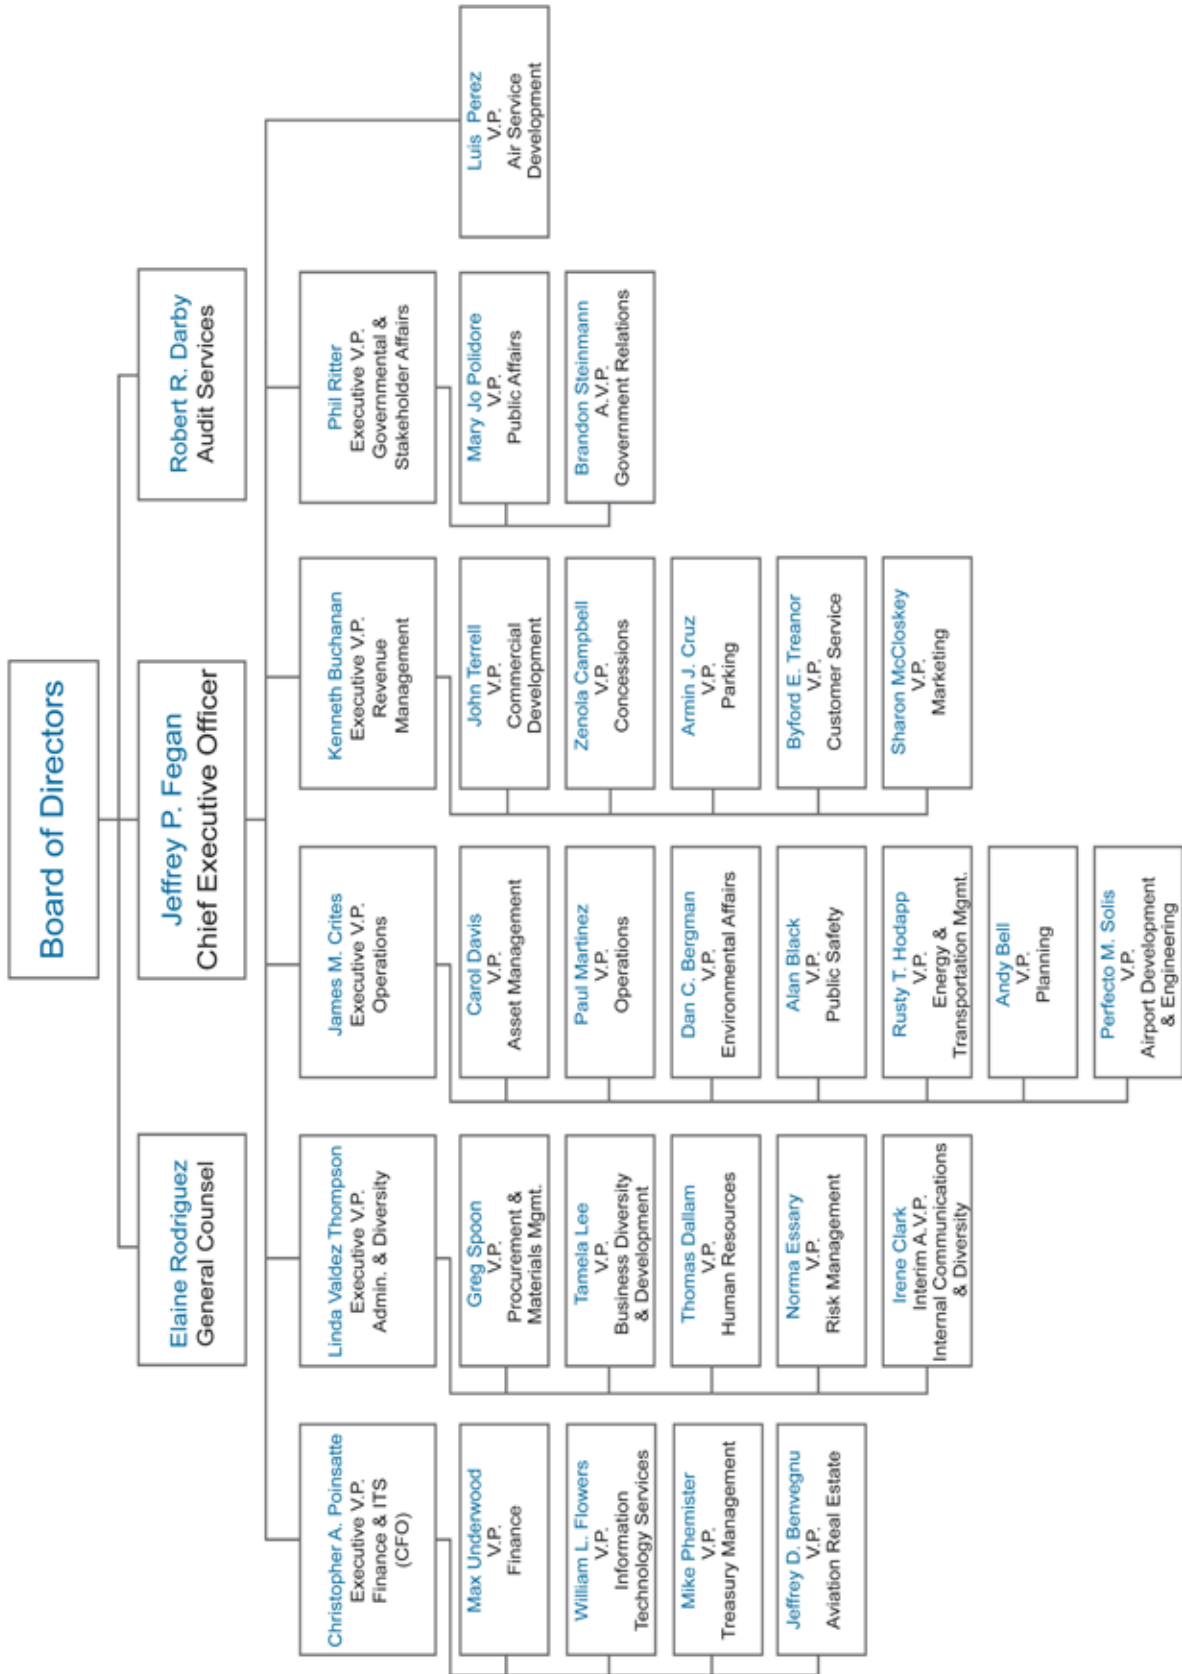 Board of Directors
Elaine Rodriguez
General Counsel
Jeffrey P. Fegan
Chief Executive Officer
Robert R. Darby
Audit Services
Christopher A. Poinsatte
Executive V.P.
Finance & ITS
(CFO)
Max Underwood
V.P.
Finance
William L. Flowers
V.P.
Information
Technology Services
Mike Phemister
V.P.
Treasury Management
Jeffrey D. Benvegnu
V.P.
Aviation Real Estate
Linda Valdez Thompson
Executive V.P.
Admin. & Diversity
Greg Spoon
V.P.
Procurement &
Materials Mgmt.
Tamela Lee
V.P.
Business Diversity
& Development
Thomas Dallam
V.P.
Human Resources
Norma Essary
V.P.
Risk Management
Irene Clark
Interim A.V.P.
Internal Communications
& Diversity
James M. Crites
Executive V.P.
Operations
Carol Davis
V.P.
Asset Management
Paul Martinez
V.P.
Operations
Dan C. Bergman
V.P.
Environmental Affairs
Alan Black
V.P.
Public Safety
Rusty T. Hodapp
V.P.
Energy &
Transportation Mgmt.
Andy Bell
V.P.
Planning
Perfecto M. Solis
V.P.
Airport Development
& Engineering
Kenneth Buchanan
Executive V.P.
Revenue
Management
John Terrell
V.P.
Commercial
Development
Zenola Campbell
V.P.
Concessions
Armin J. Cruz
V.P.
Parking
Byford E. Treanor
V.P.
Customer Service
Sharon McCloskey
V.P.
Marketing
Phil Ritter
Executive V.P.
Governmental &
Stakeholder Affairs
Mary Jo Polidore
V.P.
Public Affairs
Brandon Steinmann
A.V.P.
Government Relations
Luis Perez
V.P.
Air Service
Development